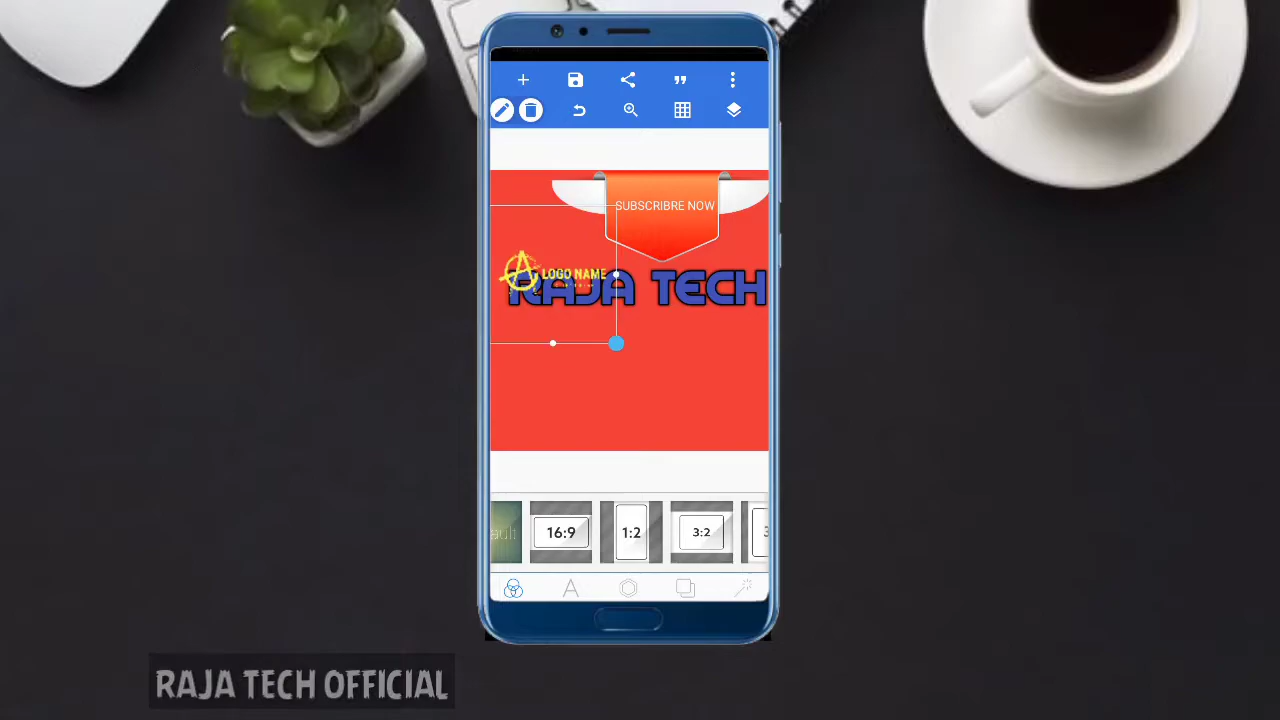 SUBSCRIBRE NOW
LOGO NAME
RAJA TECH
16:9
1:2
3:2
RAJA TECH OFFICIAL